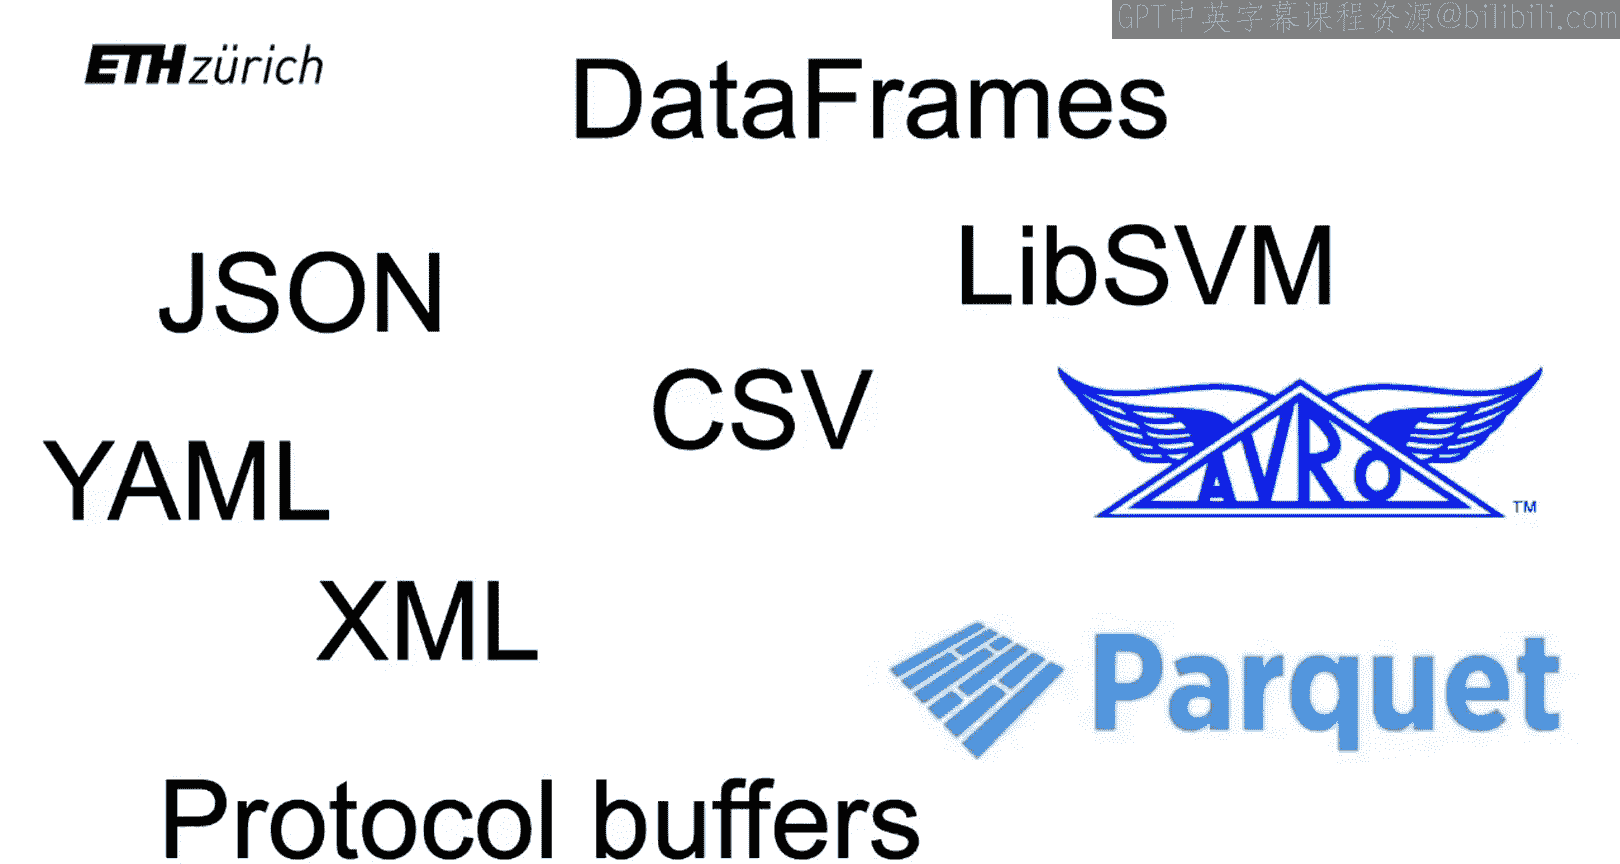 GPT中英字幕课程资源@bilibili.com
ETH zürich
DataFrames
JSON
LibSVM
CSV
AVRO TM
YAML
XML
Parquet
Protocol buffers